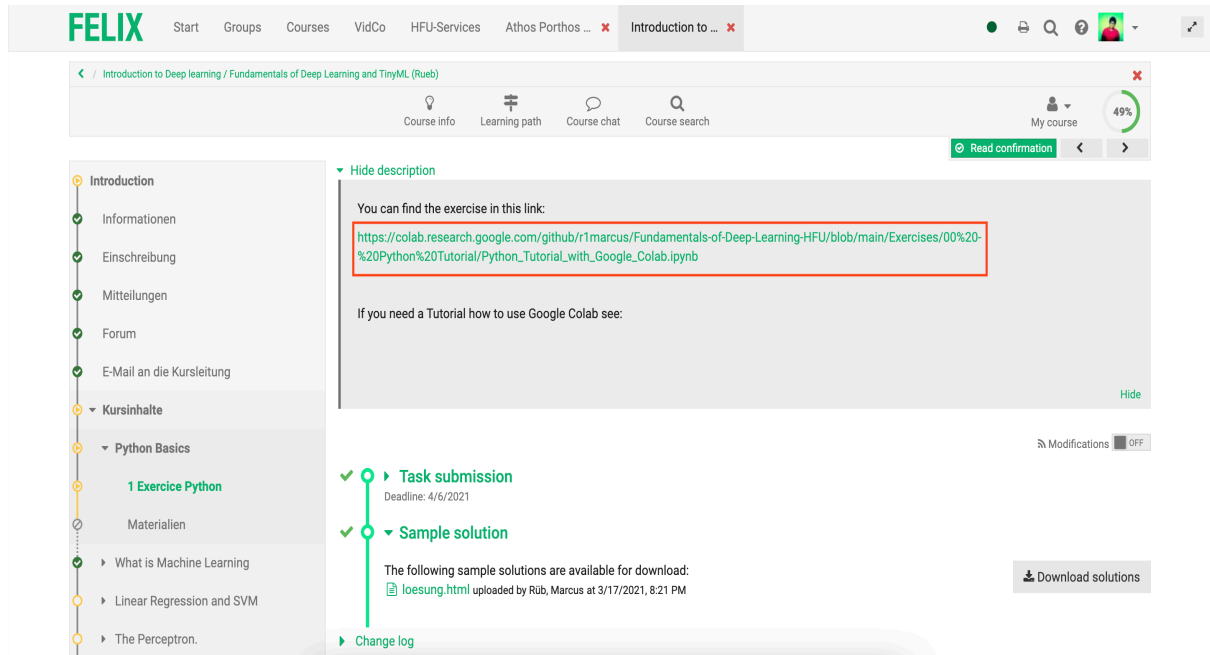 FELIX Start Groups Courses VidCo HFU-Services Athos Porthos ... Introduction to ...
/ Introduction to Deep learning / Fundamentals of Deep Learning and TinyML (Rueb)
Course info Learning path Course chat Course search My course 49%
Read confirmation
Introduction
Informationen
Einschreibung
Mitteilungen
Forum
E-Mail an die Kursleitung
Kursinhalte
Python Basics
1 Exercice Python
Materialien
What is Machine Learning
Linear Regression and SVM
The Perceptron.
Hide description
You can find the exercise in this link:
https://colab.research.google.com/github/r1marcus/Fundamentals-of-Deep-Learning-HFU/blob/main/Exercises/00%20-
%20Python%20Tutorial/Python_Tutorial_with_Google_Colab.ipynb
If you need a Tutorial how to use Google Colab see:
Hide
Modifications OFF
Task submission
Deadline: 4/6/2021
Sample solution
The following sample solutions are available for download:
loesung.html uploaded by Rüb, Marcus at 3/17/2021, 8:21 PM
Download solutions
Change log